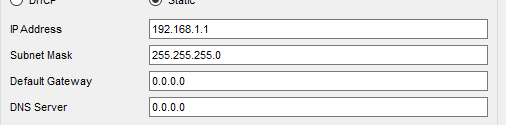 DHCP Static
IP Address 192.168.1.1
Subnet Mask 255.255.255.0
Default Gateway 0.0.0.0
DNS Server 0.0.0.0